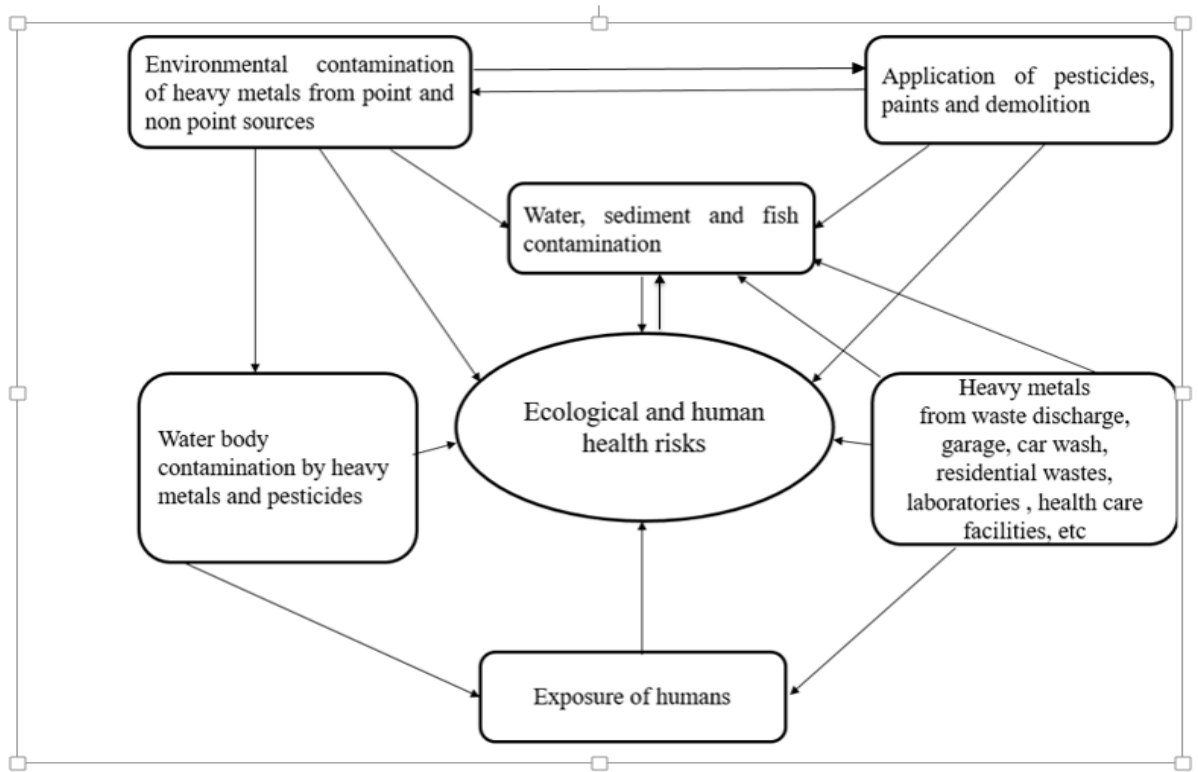 Environmental contamination
of heavy metals from point and
non point sources
Application of pesticides,
paints and demolition
Water, sediment and fish
contamination
Ecological and human
health risks
Water body
contamination by heavy
metals and pesticides
Heavy metals
from waste discharge,
garage, car wash,
residential wastes,
laboratories , health care
facilities, etc
Exposure of humans